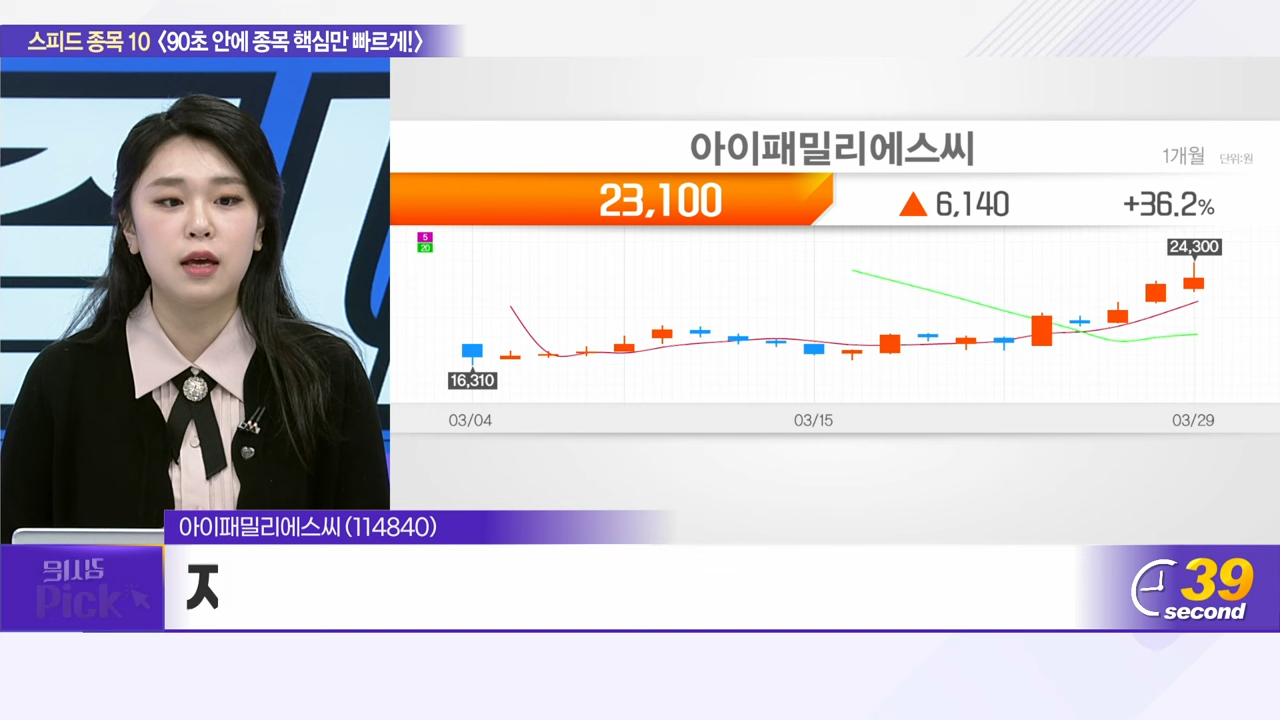 스피드 종목 10 〈90초 안에 종목 핵심만 빠르게!〉
아이패밀리에스씨
1개월 단위:원
23,100 ▲ 6,140 +36.2%
5
20
24,300
16,310
03/04 03/15 03/29
아이패밀리에스씨 (114840)
Pick
39
second